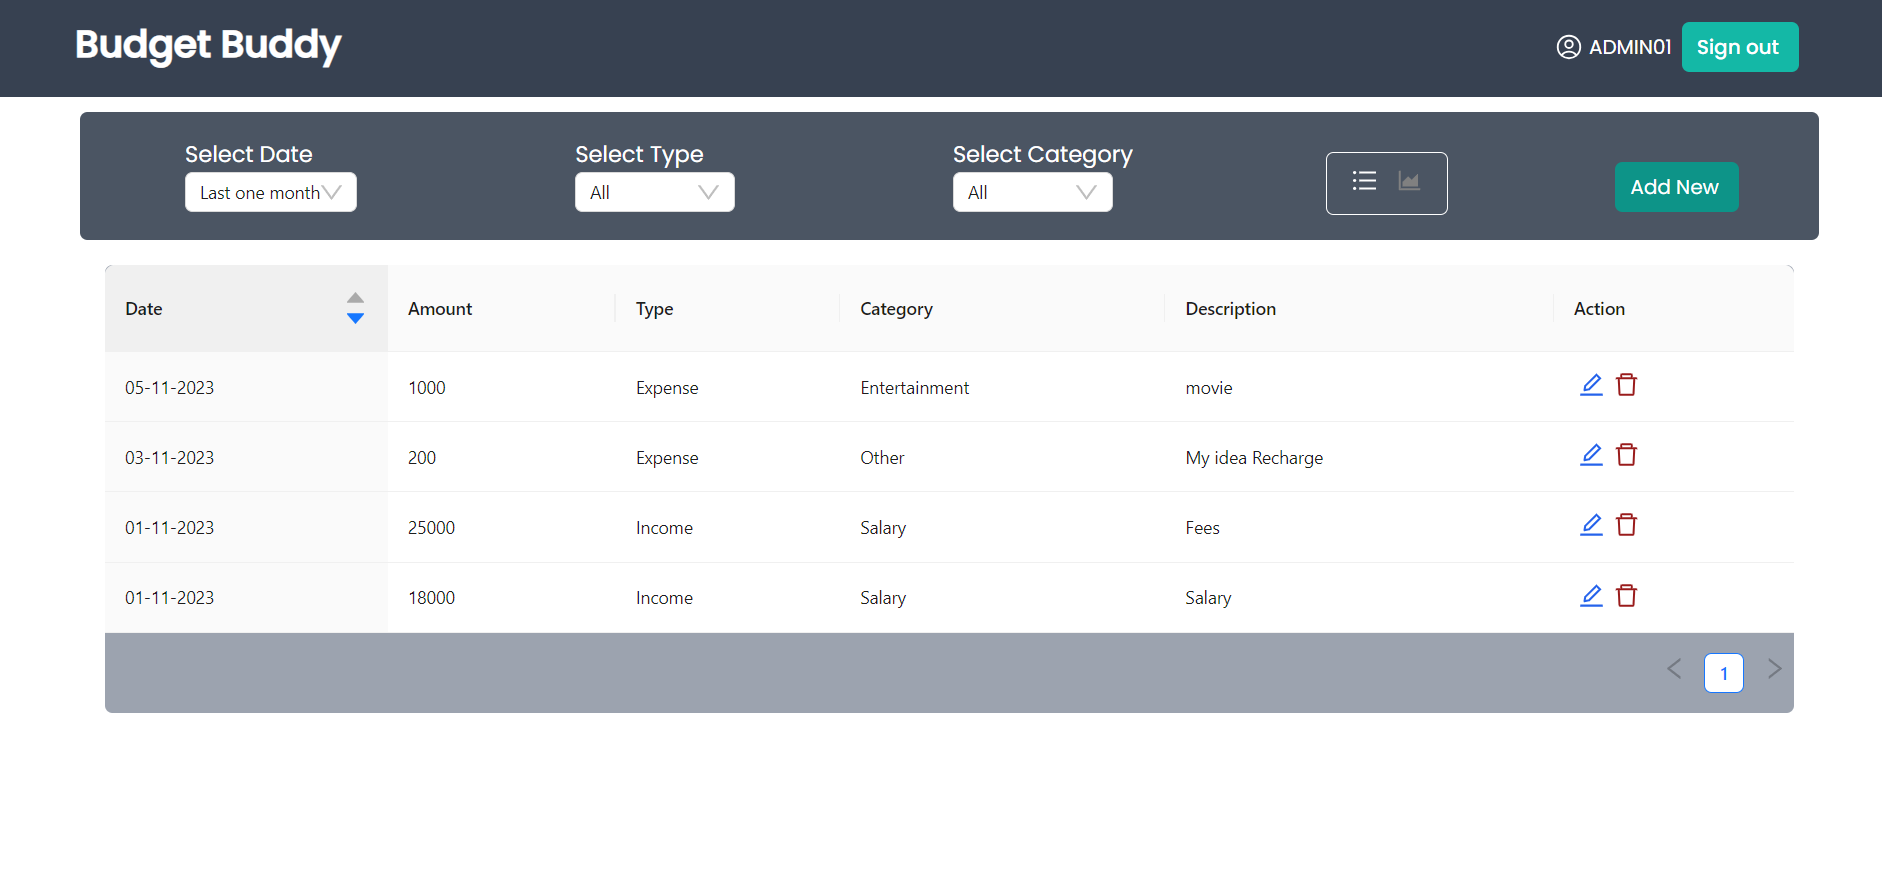 Budget Buddy
ADMIN01 Sign out
Select Date Select Type Select Category
Last one month All All Add New
Date Amount Type Category Description Action
05-11-2023 1000 Expense Entertainment movie
03-11-2023 200 Expense Other My idea Recharge
01-11-2023 25000 Income Salary Fees
01-11-2023 18000 Income Salary Salary
1